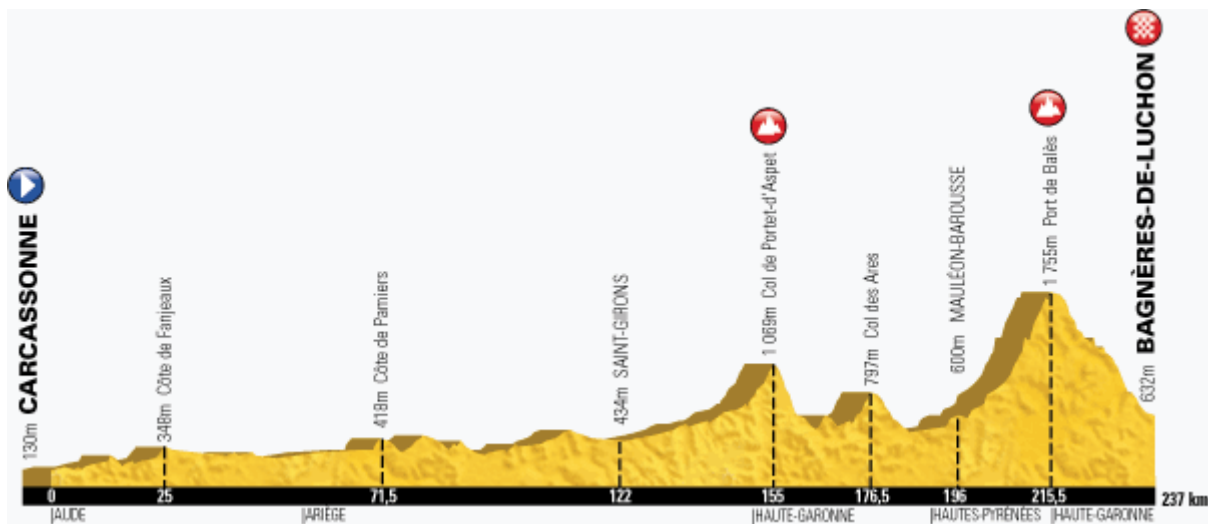 130m CARCASSONNE
348m Côte de Fanjeaux
418m Côte de Pamiers
434m SAINT-GIRONS
1 069m Col de Portet-d'Aspet
797m Col des Ares
600m MAULÉON-BAROUSSE
1 755m Port de Balès
632m BAGNÈRES-DE-LUCHON
0 25 71,5 122 155 176,5 196 215,5 237 km
|AUDE |ARIÈGE |HAUTE-GARONNE |HAUTES-PYRÉNÉES |HAUTE-GARONNE